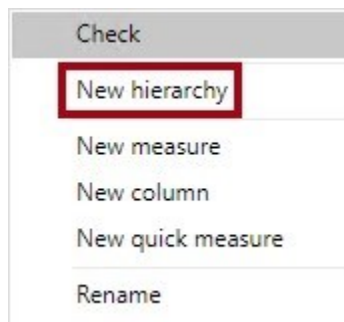 Check
New hierarchy
New measure
New column
New quick measure
Rename